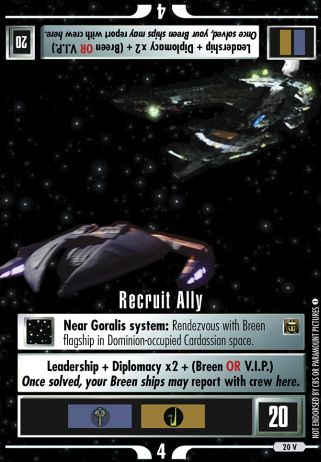 4
Leadership + Diplomacy x2 + (Breen OR V.I.P.)
Once solved, your Breen ships may report with crew here.
20
Recruit Ally
Near Goralis system: Rendezvous with Breen
flagship in Dominion-occupied Cardassian space.
Leadership + Diplomacy x2 + (Breen OR V.I.P.)
Once solved, your Breen ships may report with crew here.
20
4
20 V
NOT ENDORSED BY CBS OR PARAMOUNT PICTURES